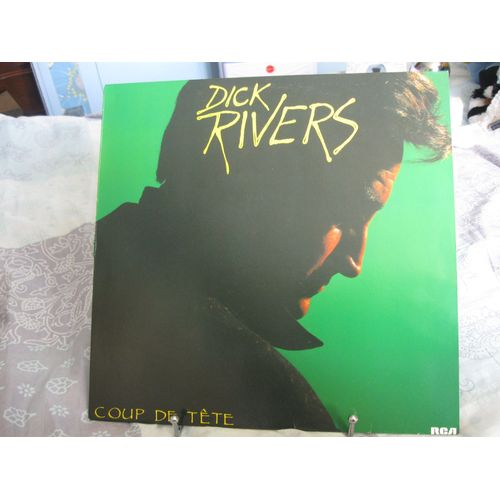 DICK
RIVERS
COUP DE TÊTE
RCA